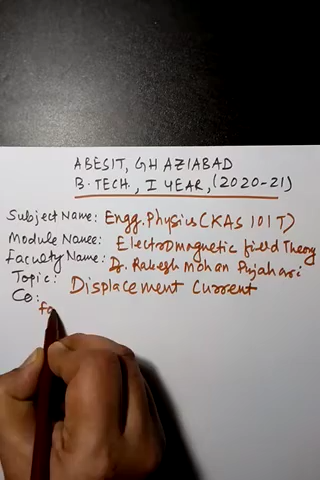 ABESIT, GHAZIABAD
B.TECH., I YEAR, (2020-21)
Subject Name: Engg. Physics (KAS 101T)
Module Name: Electromagnetic field Theory
Faculty Name: Dr. Rakesh Mohan Pujahari
Topic: Displacement Current
Co:
fa